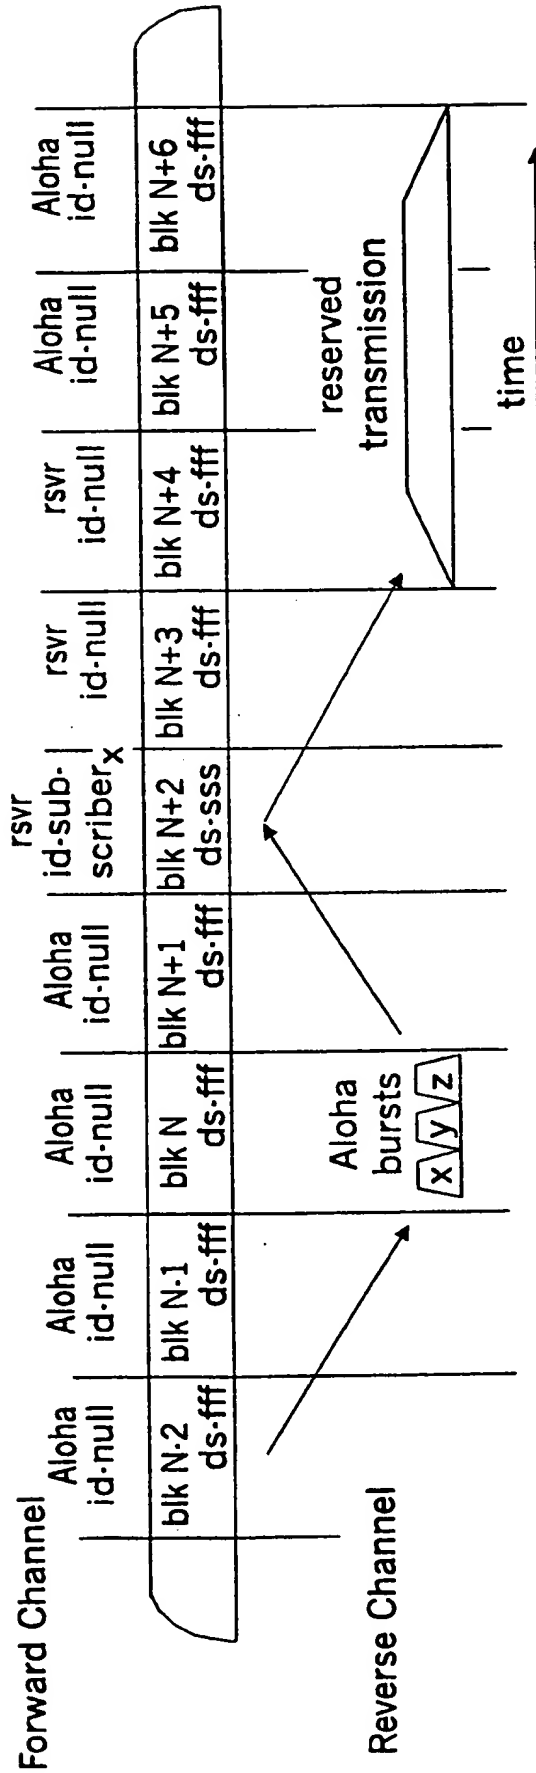 Forward Channel
Aloha
id-null
Aloha
id-null
Aloha
id-null
Aloha
id-null
rsvr
id-sub-
scriber x
rsvr
id-null
rsvr
id-null
Aloha
id-null
Aloha
id-null
blk N-2
ds-fff
blk N-1
ds-fff
blk N
ds-fff
blk N+1
ds-fff
blk N+2
ds-sss
blk N+3
ds-fff
blk N+4
ds-fff
blk N+5
ds-fff
blk N+6
ds-fff
Reverse Channel
Aloha
bursts
x y z
reserved
transmission
time